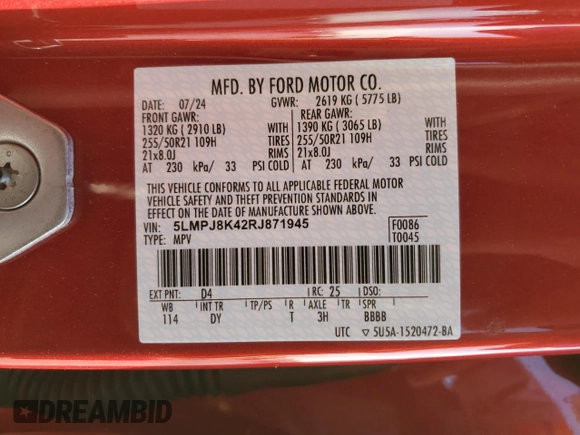 MFD. BY FORD MOTOR CO.
DATE: 07/24 GVWR: 2619 KG ( 5775 LB)
FRONT GAWR: REAR GAWR:
1320 KG ( 2910 LB) WITH 1390 KG ( 3065 LB) WITH
255/50R21 109H TIRES 255/50R21 109H TIRES
21x8.0J RIMS 21x8.0J RIMS
AT 230 kPa/ 33 PSI COLD AT 230 kPa/ 33 PSI COLD
THIS VEHICLE CONFORMS TO ALL APPLICABLE FEDERAL MOTOR
VEHICLE SAFETY AND THEFT PREVENTION STANDARDS IN
EFFECT ON THE DATE OF MANUFACTURE SHOWN ABOVE.
VIN: 5LMPJ8K42RJ871945 F0086
TYPE: MPV T0045
EXT PNT: D4 RC: 25 DSO:
WB INT TR TP/PS R AXLE TR SPR
114 DY T 3H BBBB
UTC ▽ 5U5A-1520472-BA
DREAMBID